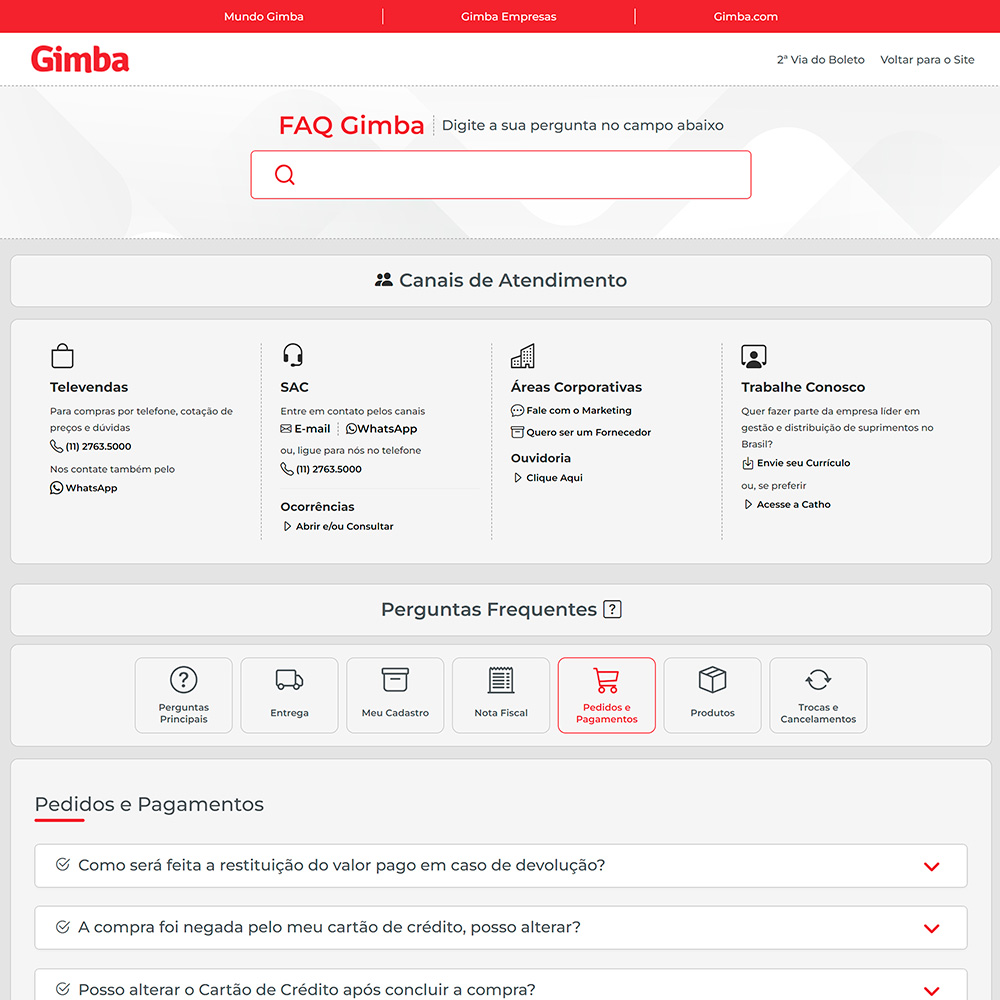 Mundo Gimba
Gimba Empresas
Gimba.com
Gimba
2ª Via do Boleto
Voltar para o Site
FAQ Gimba
Digite a sua pergunta no campo abaixo
Canais de Atendimento
Televendas
Para compras por telefone, cotação de
preços e dúvidas
(11) 2763.5000
Nos contate também pelo
WhatsApp
SAC
Entre em contato pelos canais
E-mail
WhatsApp
ou, ligue para nós no telefone
(11) 2763.5000
Ocorrências
Abrir e/ou Consultar
Áreas Corporativas
Fale com o Marketing
Quero ser um Fornecedor
Ouvidoria
Clique Aqui
Trabalhe Conosco
Quer fazer parte da empresa líder em
gestão e distribuição de suprimentos no
Brasil?
Envie seu Currículo
ou, se preferir
Acesse a Catho
Perguntas Frequentes ?
?
Perguntas
Principais
Entrega
Meu Cadastro
Nota Fiscal
Pedidos e
Pagamentos
Produtos
Trocas e
Cancelamentos
Pedidos e Pagamentos
Como será feita a restituição do valor pago em caso de devolução?
A compra foi negada pelo meu cartão de crédito, posso alterar?
Posso alterar o Cartão de Crédito após concluir a compra?